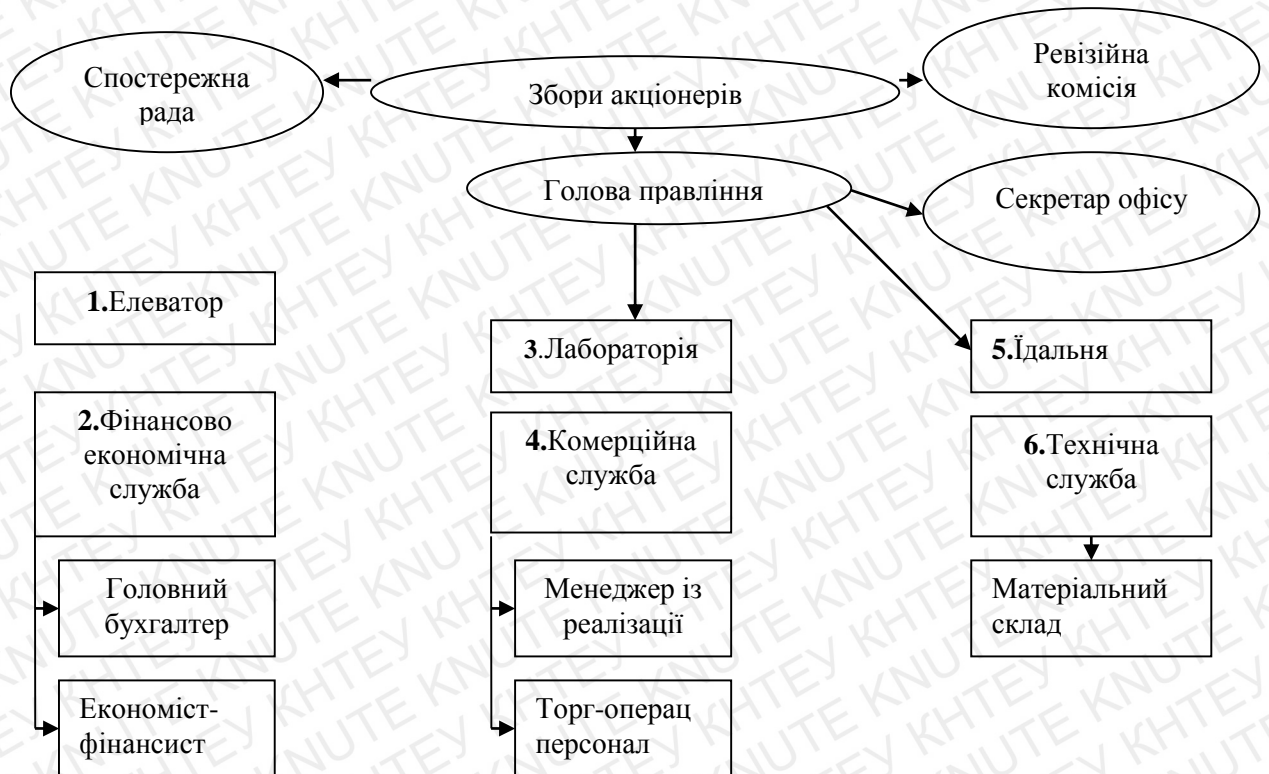 Спостережна
рада
Збори акціонерів
Ревізійна
комісія
Голова правління
Секретар офісу
1.Елеватор
3.Лабораторія
5.Їдальня
2.Фінансово
економічна
служба
4.Комерційна
служба
6.Технічна
служба
Головний
бухгалтер
Менеджер із
реалізації
Матеріальний
склад
Економіст-
фінансист
Торг-операц
персонал